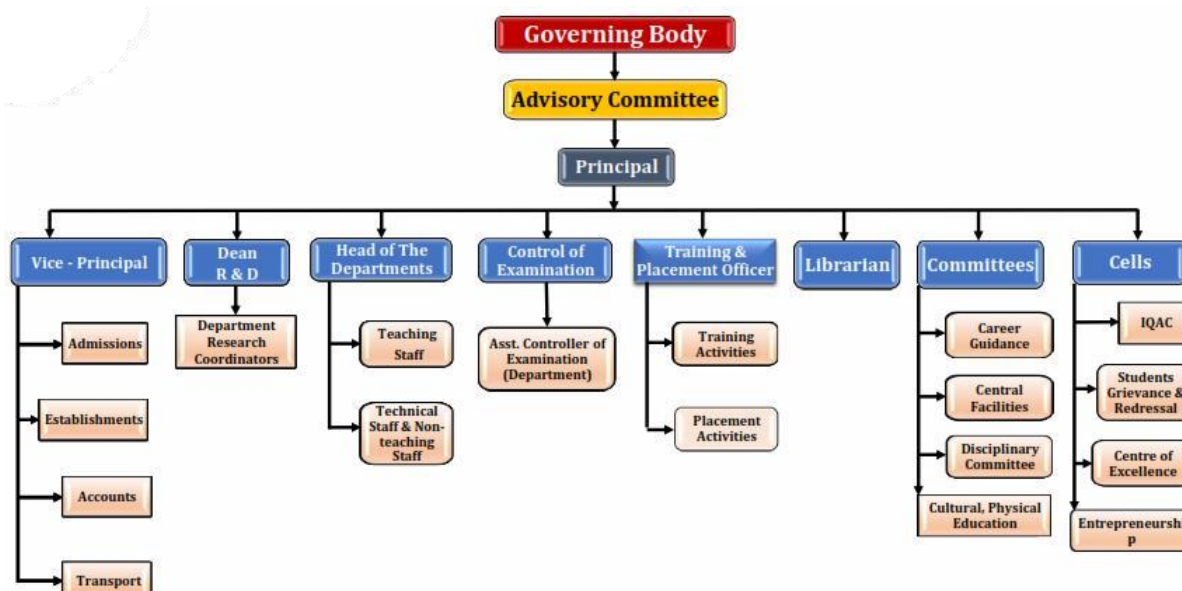 Governing Body
Advisory Committee
Principal
Vice - Principal
Dean
R & D
Head of The
Departments
Control of
Examination
Training &
Placement Officer
Librarian
Committees
Cells
Admissions
Establishments
Accounts
Transport
Department
Research
Coordinators
Teaching
Staff
Technical
Staff & Non-
teaching
Staff
Asst. Controller of
Examination
(Department)
Training
Activities
Placement
Activities
Career
Guidance
Central
Facilities
Disciplinary
Committee
Cultural, Physical
Education
IQAC
Students
Grievance &
Redressal
Centre of
Excellence
Entrepreneurshi
p